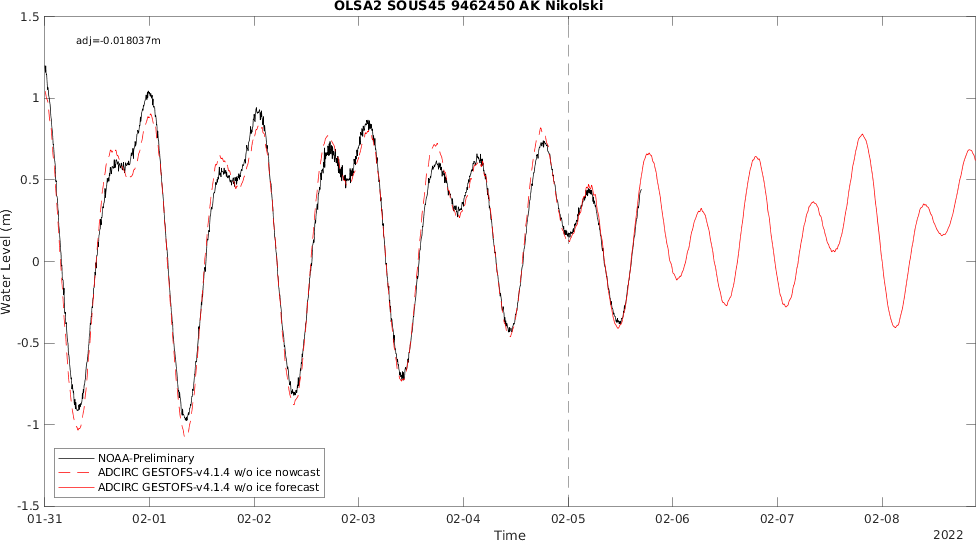 OLSA2 SOUS45 9462450 AK Nikolski
adj=-0.018037m
Water Level (m)
1.5
1
0.5
0
-0.5
-1
-1.5
NOAA-Preliminary
ADCIRC GESTOFS-v4.1.4 w/o ice nowcast
ADCIRC GESTOFS-v4.1.4 w/o ice forecast
01-31 02-01 02-02 02-03 02-04 02-05 02-06 02-07 02-08
Time
2022